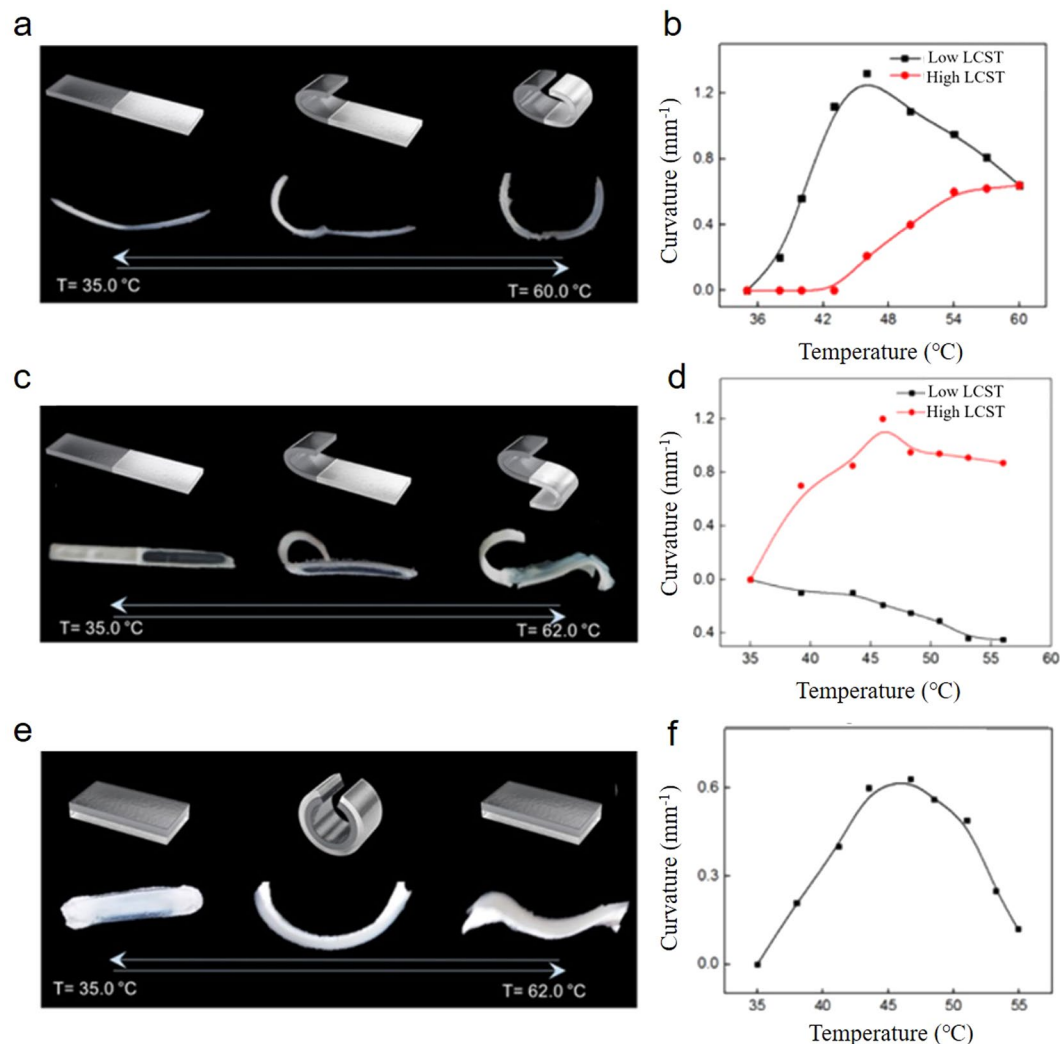 a
T= 35.0 °C
T= 60.0 °C
b
Low LCST
High LCST
Curvature (mm-1)
1.2
0.8
0.4
0.0
36
42
48
54
60
Temperature (°C)
c
T= 35.0 °C
T= 62.0 °C
d
Low LCST
High LCST
Curvature (mm-1)
1.2
0.8
0.4
0.0
0.4
35
40
45
50
55
60
Temperature (°C)
e
T= 35.0 °C
T= 62.0 °C
f
Curvature (mm-1)
0.6
0.3
0.0
35
40
45
50
55
Temperature (°C)